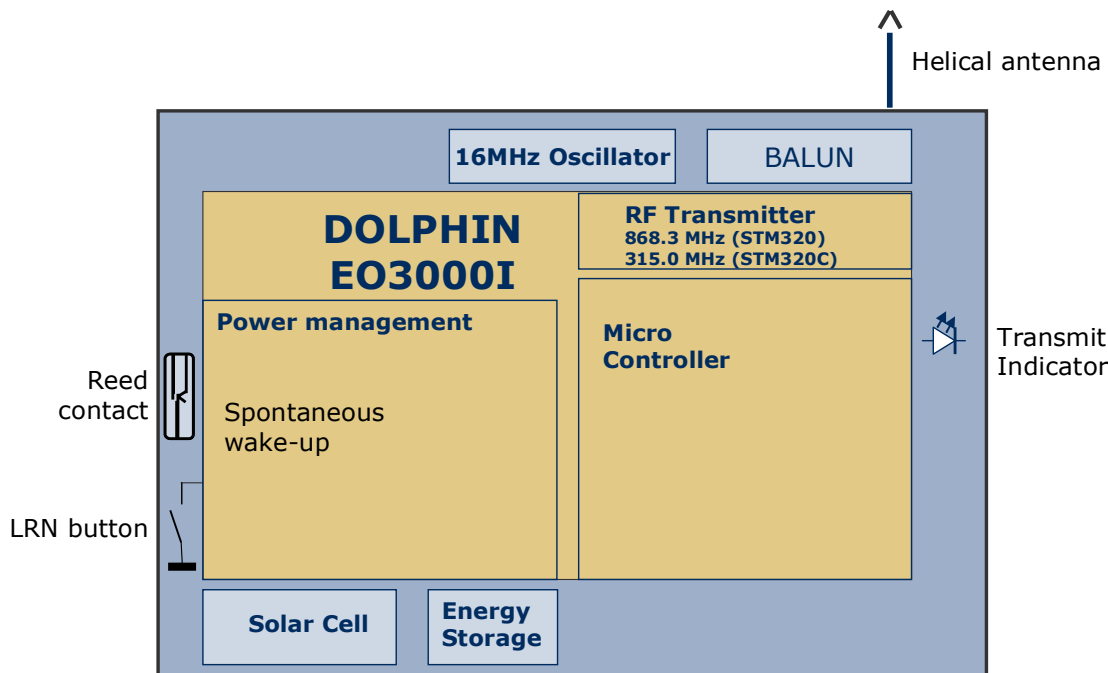 Helical antenna
16MHz Oscillator
BALUN
DOLPHIN
EO3000I
RF Transmitter
868.3 MHz (STM320)
315.0 MHz (STM320C)
Power management
Micro
Controller
Transmit
Indicator
Reed
contact
Spontaneous
wake-up
LRN button
Solar Cell
Energy
Storage